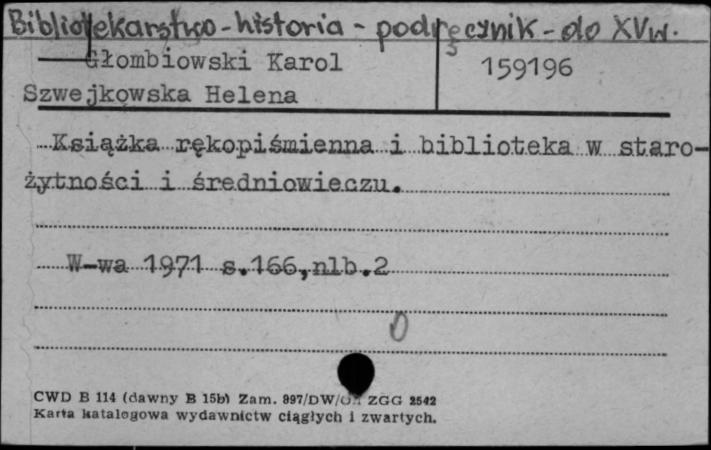 Bibliotekarstwo - historia - podręcznik - do XVw.
Głombiowski Karol
159196
Szwejkowska Helena
Książka rękopiśmienna i biblioteka w staro-
żytności i średniowieczu.
W-wa 1971 s.166,nlb.2
0
CWD B 114 (dawny B 15b) Zam. 897/DW/ ZGG 2542
Karta katalogowa wydawnictw ciągłych i zwartych.